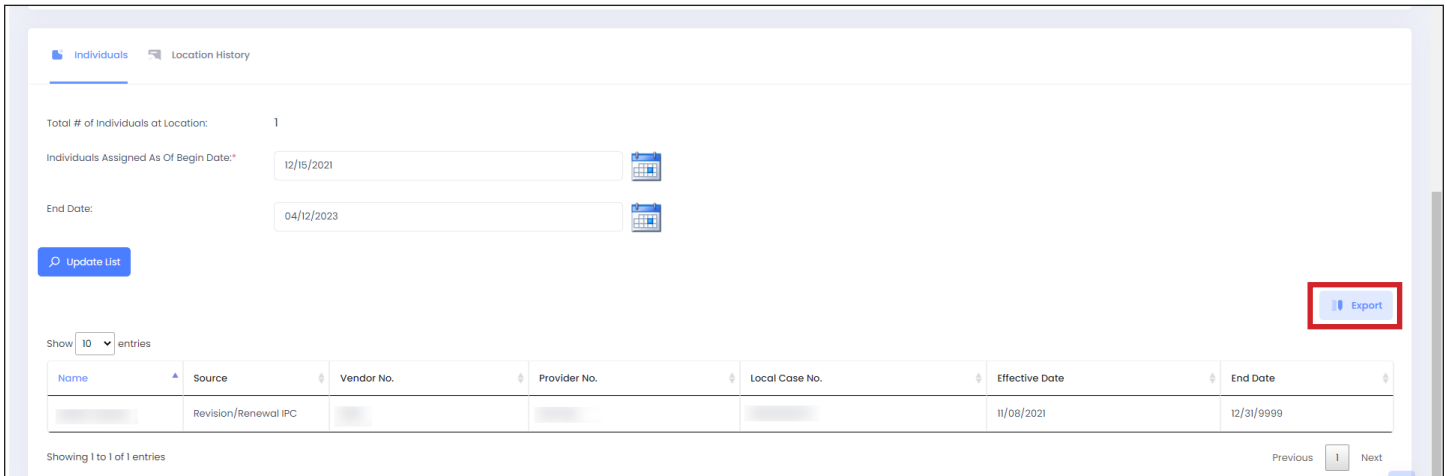 Individuals Location History
Total # of Individuals at Location: 1
Individuals Assigned As Of Begin Date:* 12/15/2021
End Date: 04/12/2023
Update List
Export
Show 10 entries
Name Source Vendor No. Provider No. Local Case No. Effective Date End Date
Revision/Renewal IPC 11/08/2021 12/31/9999
Showing 1 to 1 of 1 entries Previous 1 Next